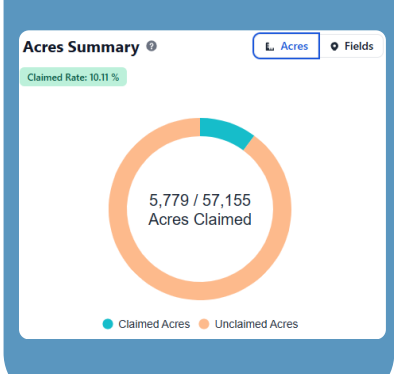 Acres Summary ?
Acres
Fields
Claimed Rate: 10.11 %
5,779 / 57,155
Acres Claimed
Claimed Acres
Unclaimed Acres